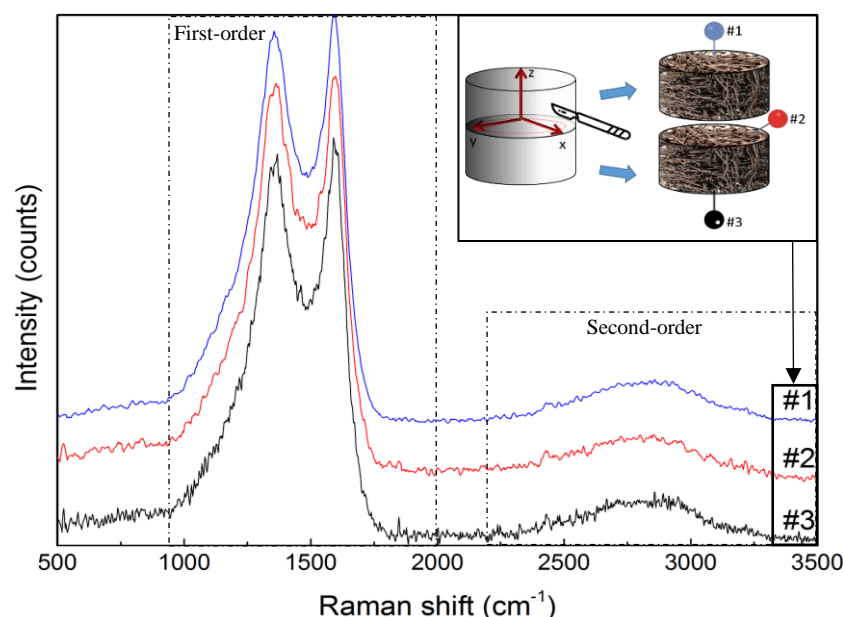 First-order
z
y
x
#1
#2
#3
Second-order
#1
#2
#3
Intensity (counts)
500 1000 1500 2000 2500 3000 3500
Raman shift (cm⁻¹)